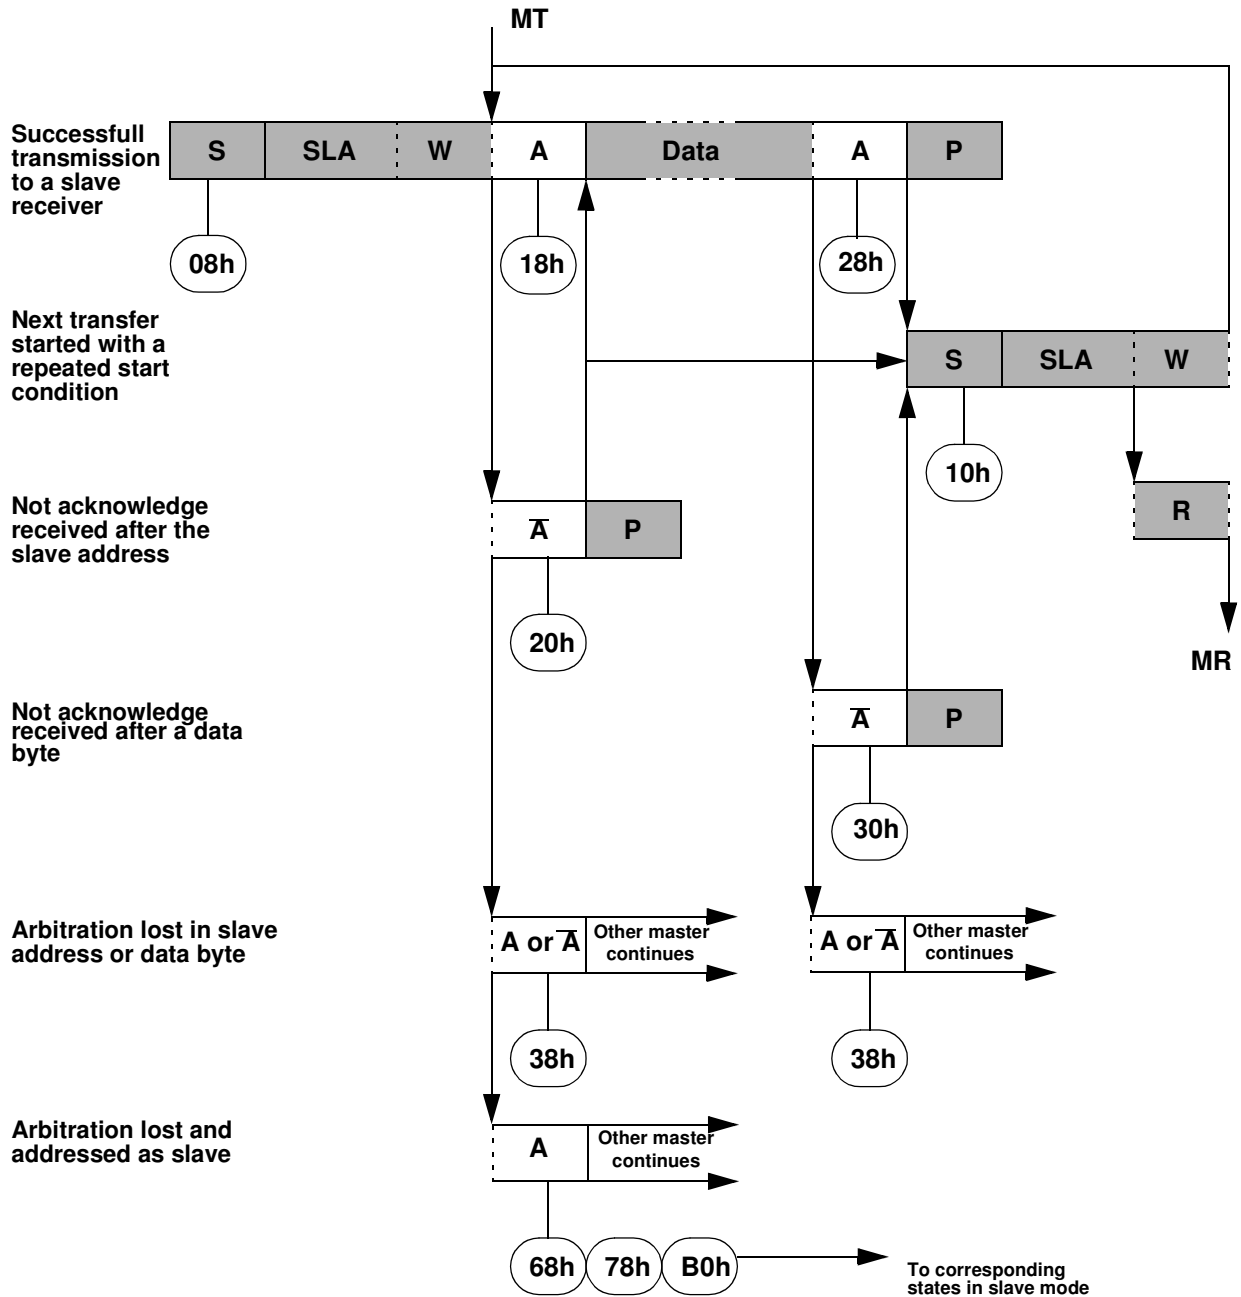 MT
Successfull
transmission
to a slave
receiver
S SLA W A Data A P
08h 18h 28h
Next transfer
started with a
repeated start
condition
S SLA W
10h
Not acknowledge
received after the
slave address
A̅ P
R
20h
MR
Not acknowledge
received after a data
byte
A̅ P
30h
Arbitration lost in slave
address or data byte
A or A̅
Other master
continues
A or A̅
Other master
continues
38h 38h
Arbitration lost and
addressed as slave
A
Other master
continues
68h 78h B0h
To corresponding
states in slave mode